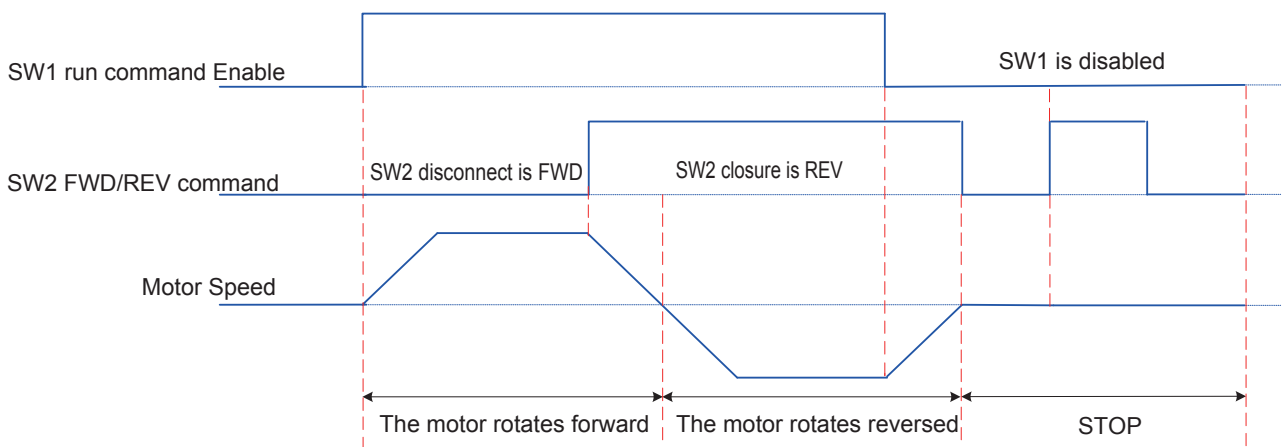 SW1 run command Enable
SW1 is disabled
SW2 disconnect is FWD
SW2 closure is REV
SW2 FWD/REV command
Motor Speed
The motor rotates forward
The motor rotates reversed
STOP